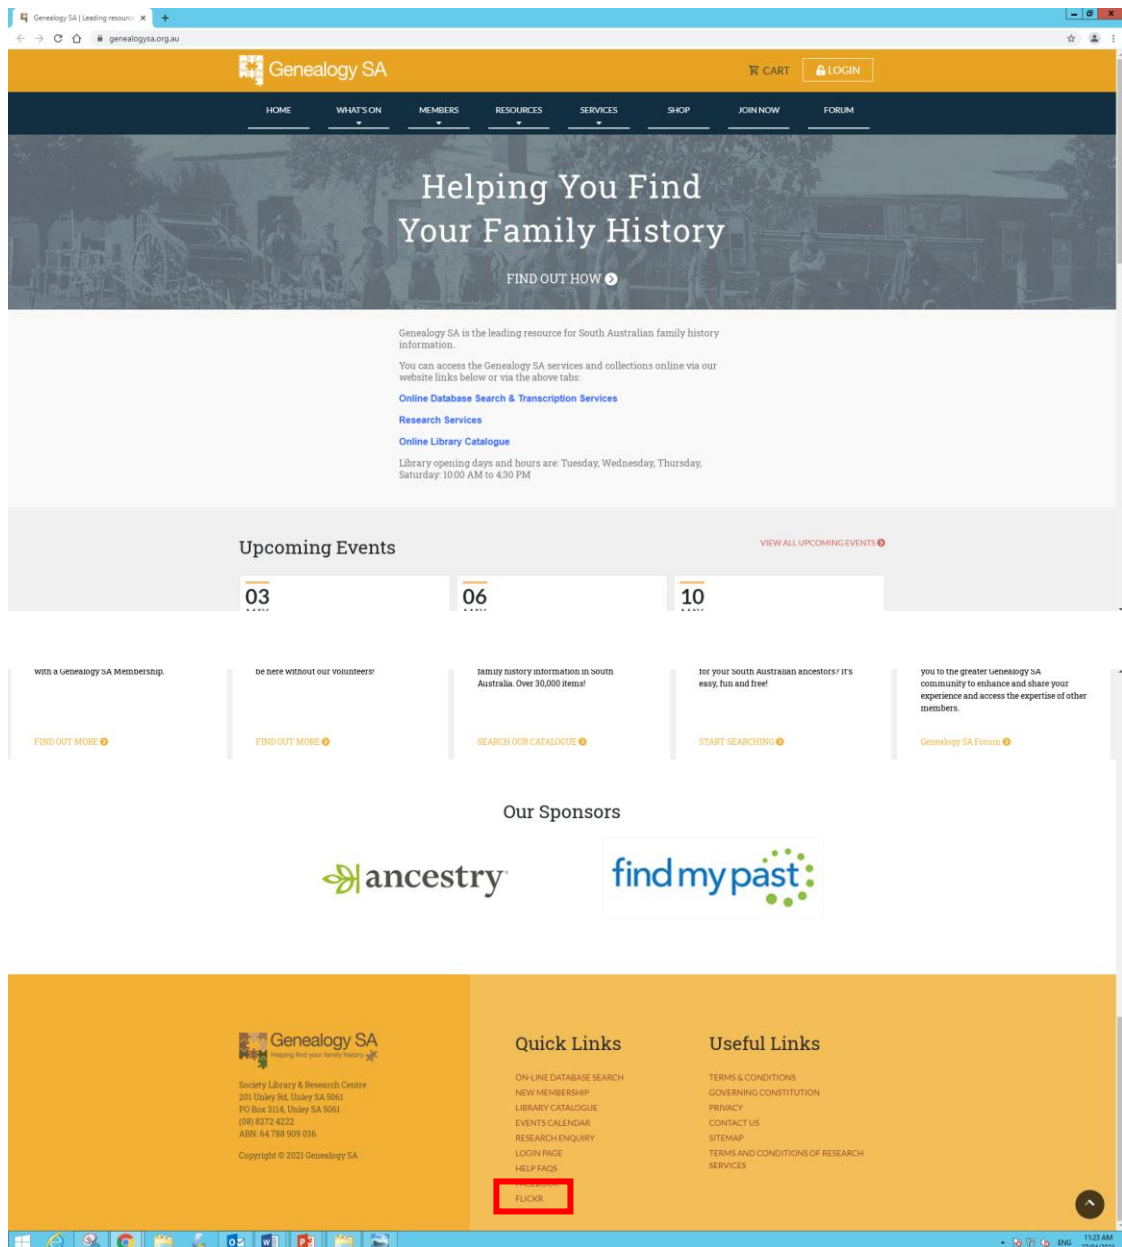 Genealogy SA | Leading resource
genealogysa.org.au
Genealogy SA
CART
LOGIN
HOME WHAT'S ON MEMBERS RESOURCES SERVICES SHOP JOIN NOW FORUM
Helping You Find
Your Family History
FIND OUT HOW
Genealogy SA is the leading resource for South Australian family history
information.
You can access the Genealogy SA services and collections online via our
website links below or via the above tabs:
Online Database Search & Transcription Services
Research Services
Online Library Catalogue
Library opening days and hours are: Tuesday, Wednesday, Thursday,
Saturday: 10:00 AM to 4:30 PM
Upcoming Events
VIEW ALL UPCOMING EVENTS
03 06 10
MAY MAY MAY
with a Genealogy SA Membership.
FIND OUT MORE
be here without our volunteers!
FIND OUT MORE
family history information in South
Australia. Over 30,000 items!
SEARCH OUR CATALOGUE
for your South Australian ancestors? It's
easy, fun and free!
START SEARCHING
you to the greater Genealogy SA
community to enhance and share your
experience and access the expertise of other
members.
Genealogy SA Forum
Our Sponsors
ancestry
find my past
Genealogy SA
Helping find your family history
Society Library & Research Centre
201 Unley Rd, Unley SA 5061
PO Box 3114, Unley SA 5061
(08) 8272 4222
ABN: 64 788 909 036
Copyright © 2021 Genealogy SA
Quick Links
ON-LINE DATABASE SEARCH
NEW MEMBERSHIP
LIBRARY CATALOGUE
EVENTS CALENDAR
RESEARCH ENQUIRY
LOGIN PAGE
HELP FAQS
FACEBOOK
FLICKR
Useful Links
TERMS & CONDITIONS
GOVERNING CONSTITUTION
PRIVACY
CONTACT US
SITEMAP
TERMS AND CONDITIONS OF RESEARCH
SERVICES
ENG
11:23 AM